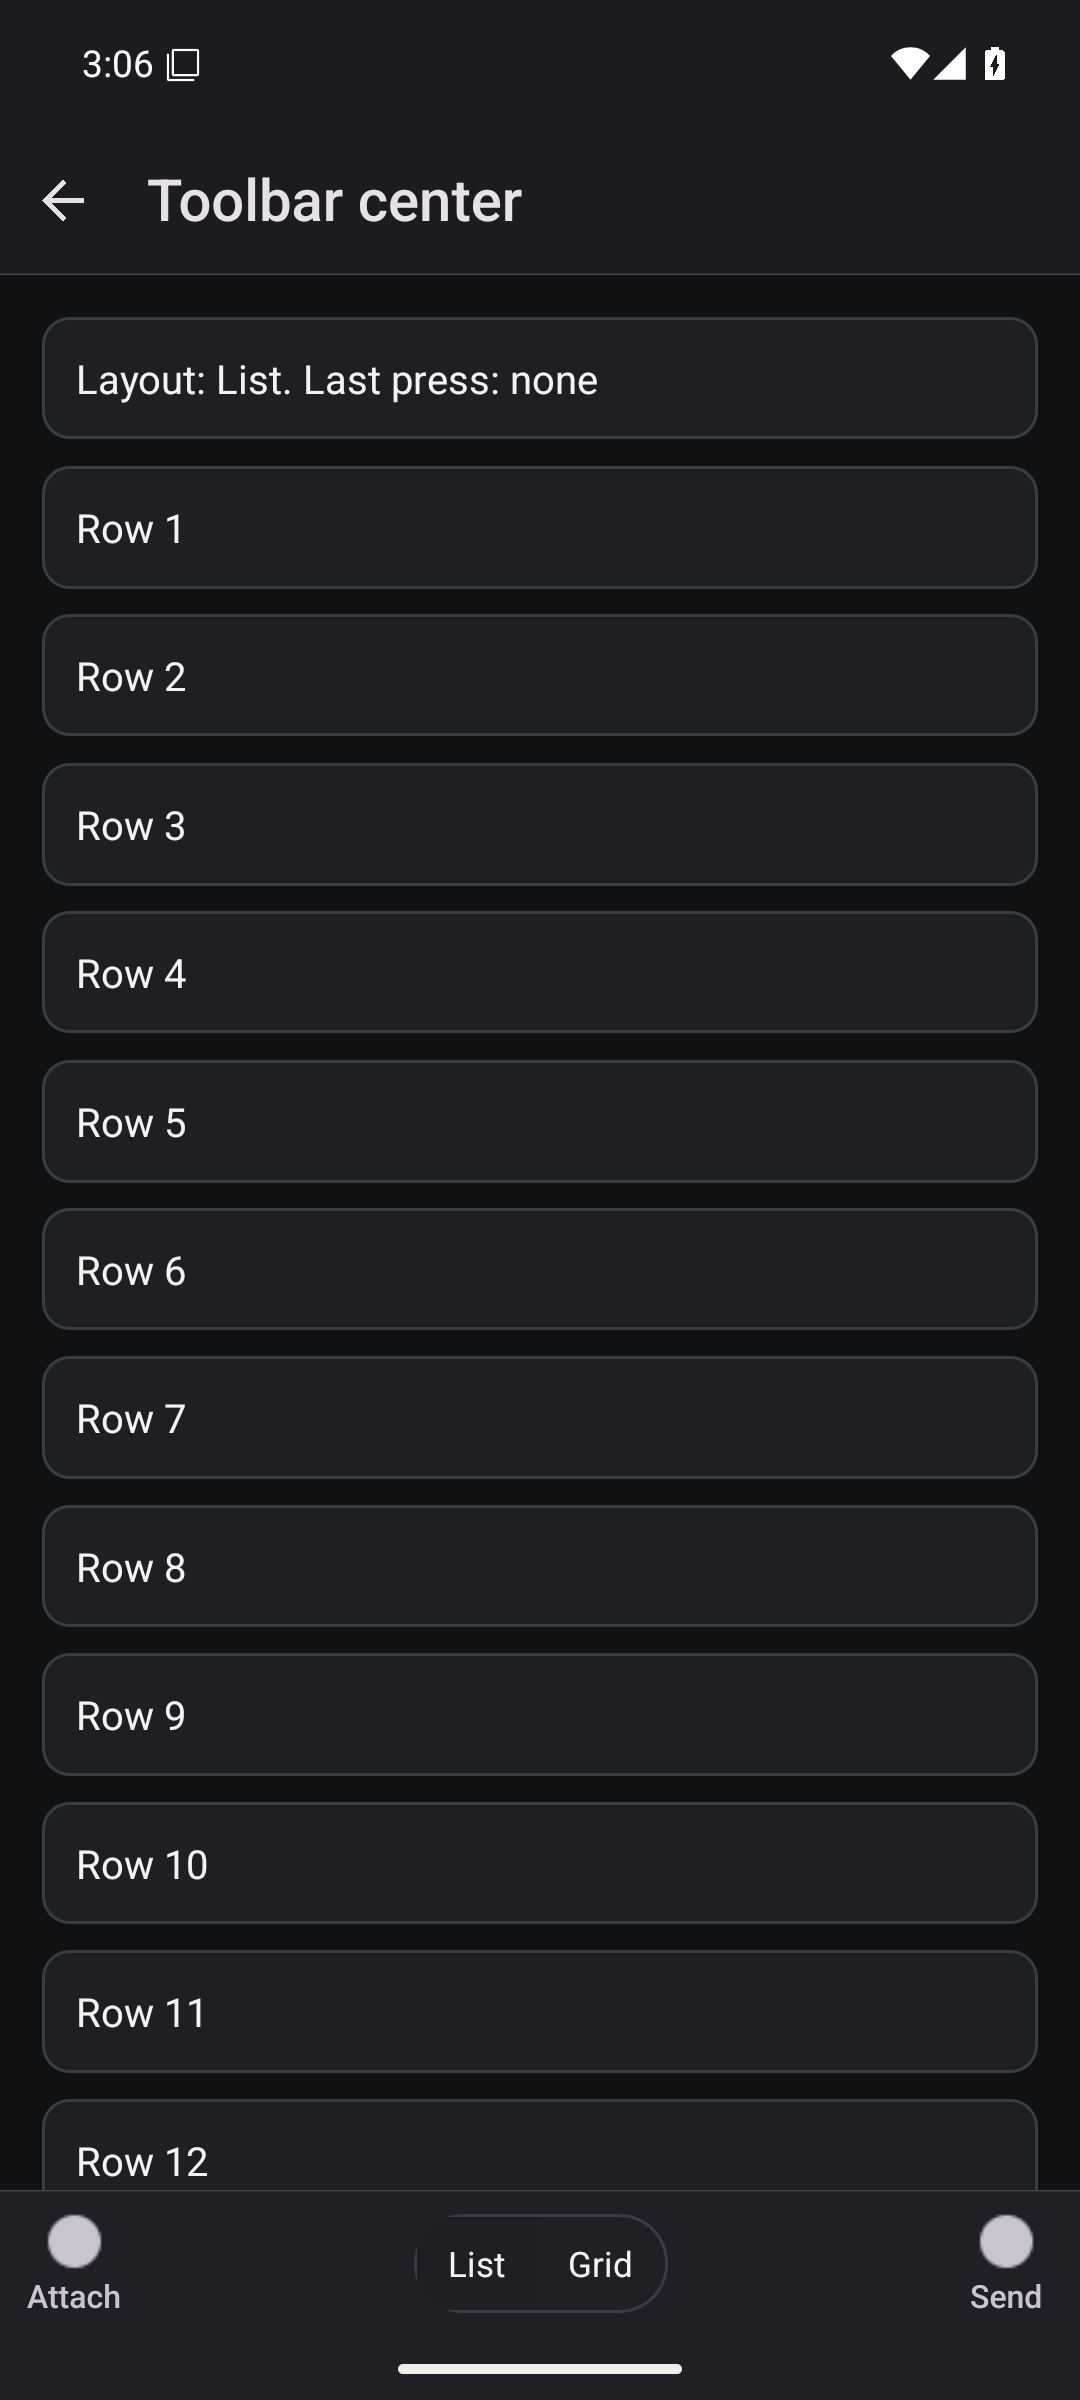 3:06
Toolbar center
Layout: List. Last press: none
Row 1
Row 2
Row 3
Row 4
Row 5
Row 6
Row 7
Row 8
Row 9
Row 10
Row 11
Row 12
Attach
List
Grid
Send